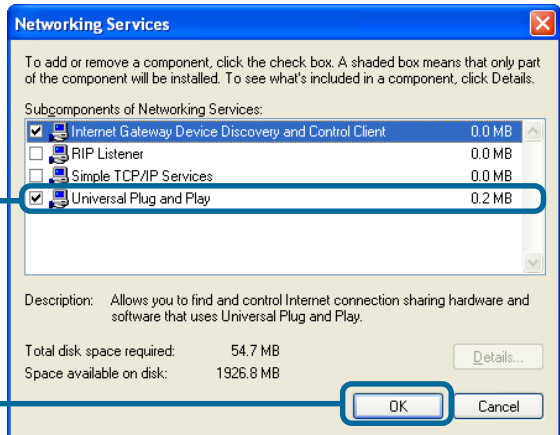 Networking Services
To add or remove a component, click the check box. A shaded box means that only part
of the component will be installed. To see what's included in a component, click Details.
Subcomponents of Networking Services:
Internet Gateway Device Discovery and Control Client 0.0 MB
RIP Listener 0.0 MB
Simple TCP/IP Services 0.0 MB
Universal Plug and Play 0.2 MB
Description: Allows you to find and control Internet connection sharing hardware and
software that uses Universal Plug and Play.
Total disk space required: 54.7 MB
Space available on disk: 1926.8 MB
Details...
OK Cancel